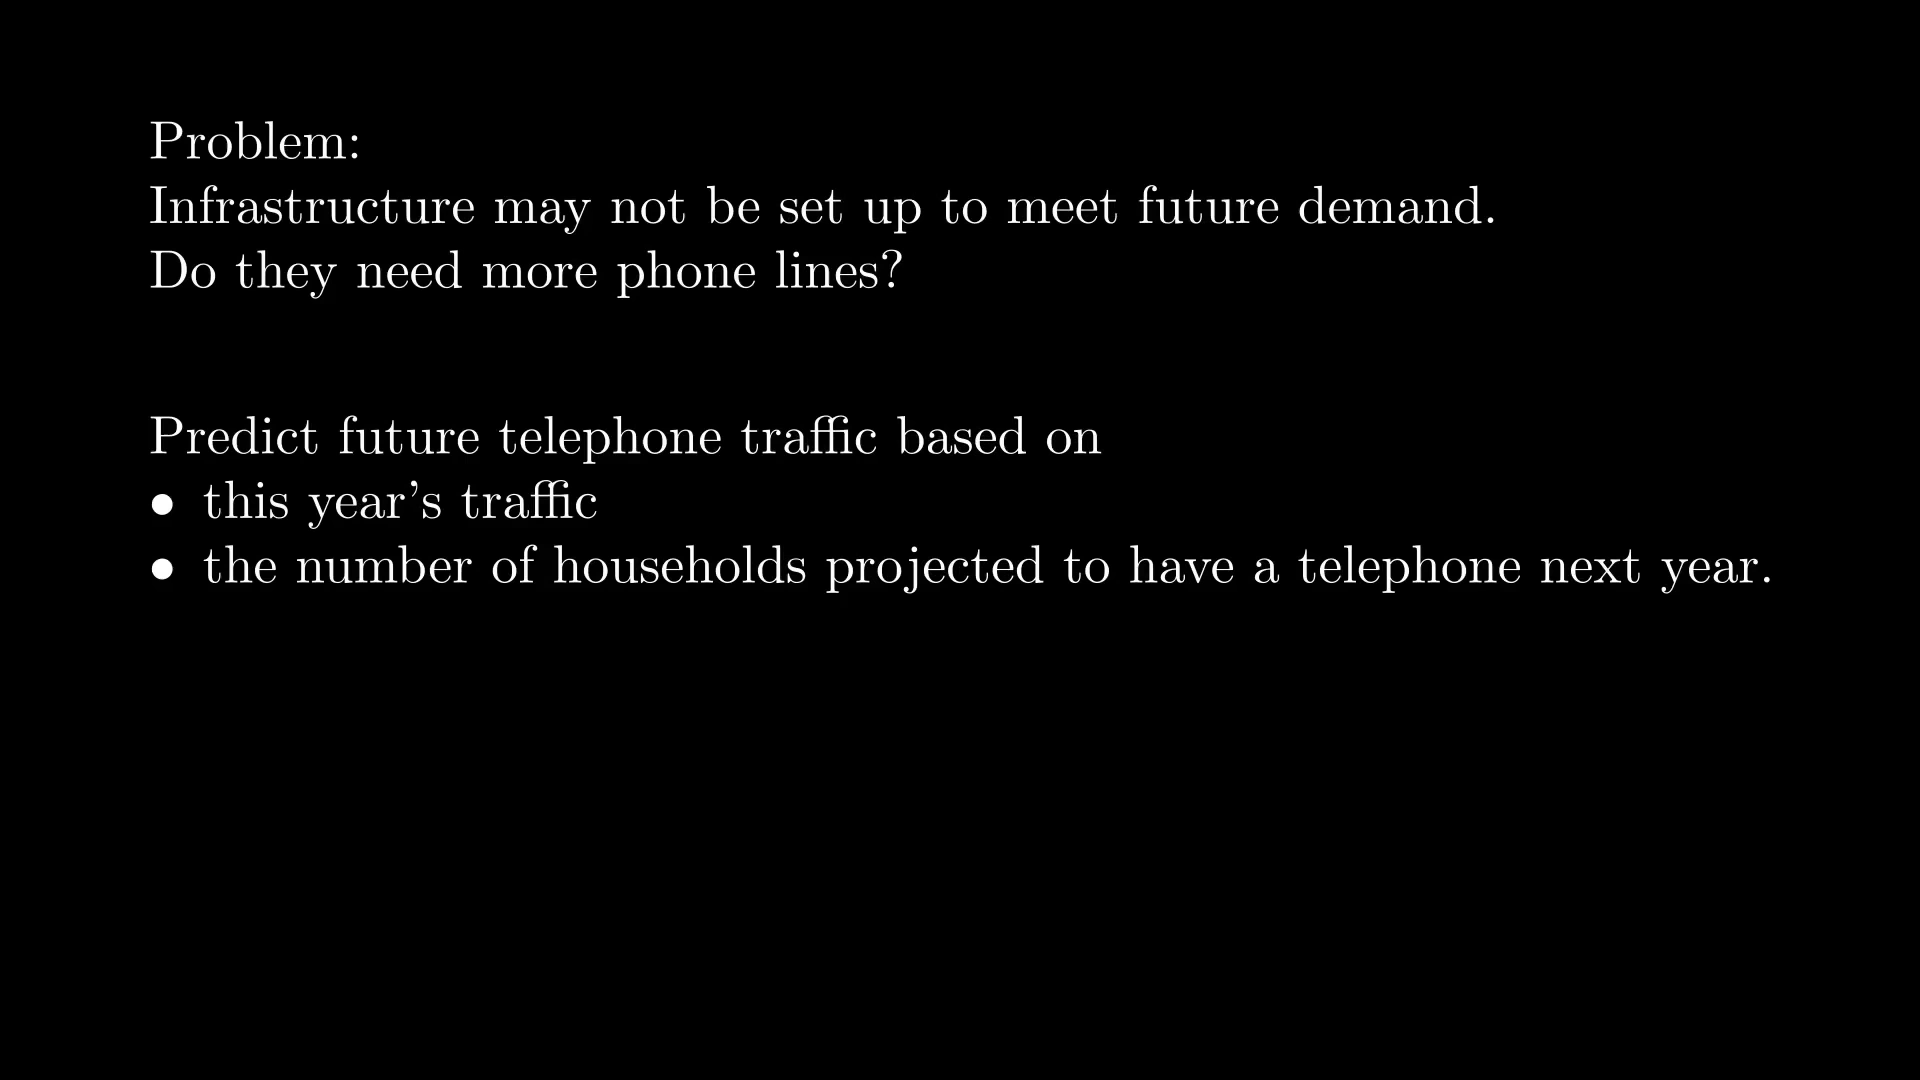 Problem:
Infrastructure may not be set up to meet future demand.
Do they need more phone lines?
Predict future telephone traffic based on
• this year's traffic
• the number of households projected to have a telephone next year.